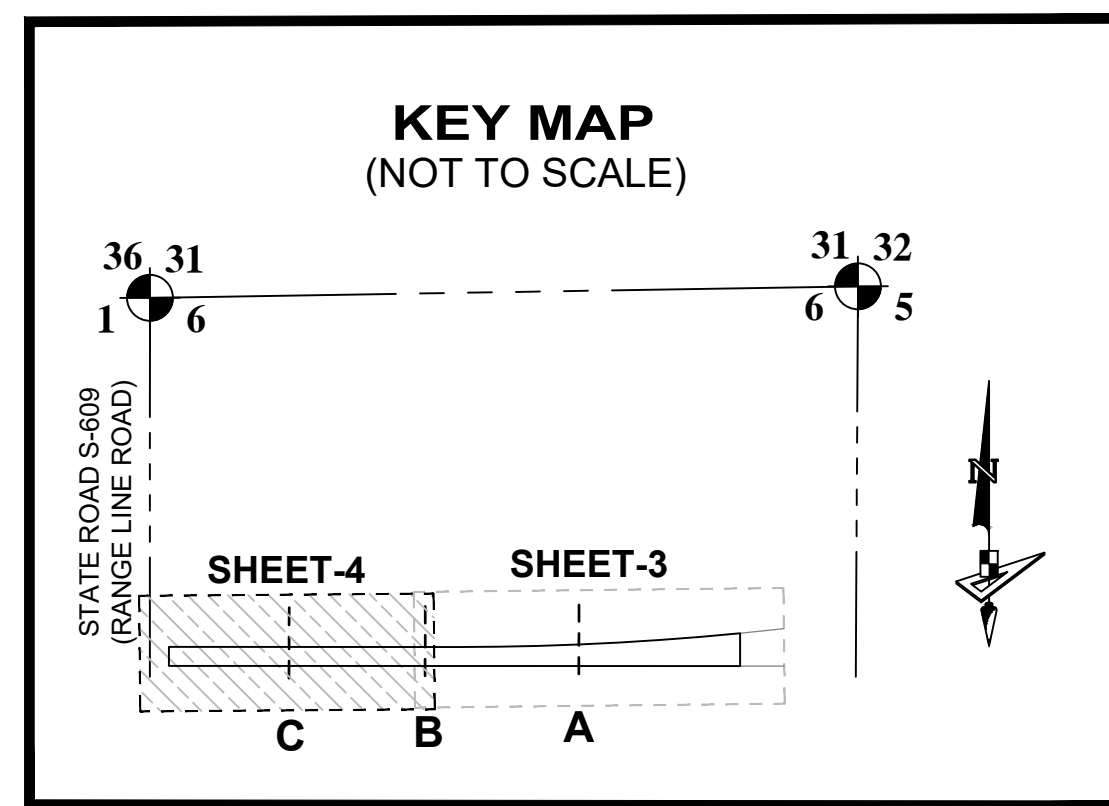 KEY MAP
(NOT TO SCALE)
36 31
1 6
31 32
6 5
STATE ROAD S-609
(RANGE LINE ROAD)
N
SHEET-4
SHEET-3
C
B
A